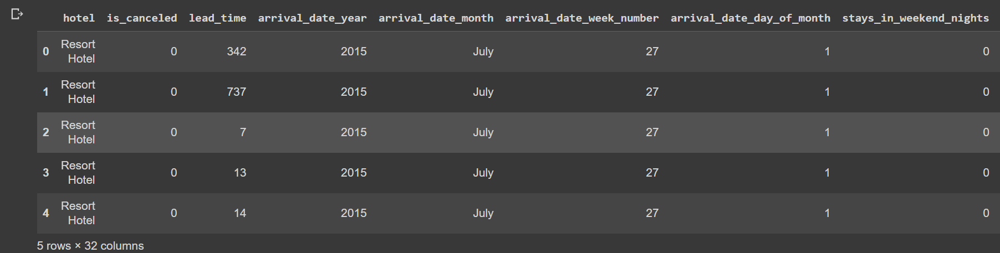 hotel is_canceled lead_time arrival_date_year arrival_date_month arrival_date_week_number arrival_date_day_of_month stays_in_weekend_nights
0 Resort Hotel 0 342 2015 July 27 1 0
1 Resort Hotel 0 737 2015 July 27 1 0
2 Resort Hotel 0 7 2015 July 27 1 0
3 Resort Hotel 0 13 2015 July 27 1 0
4 Resort Hotel 0 14 2015 July 27 1 0
5 rows × 32 columns